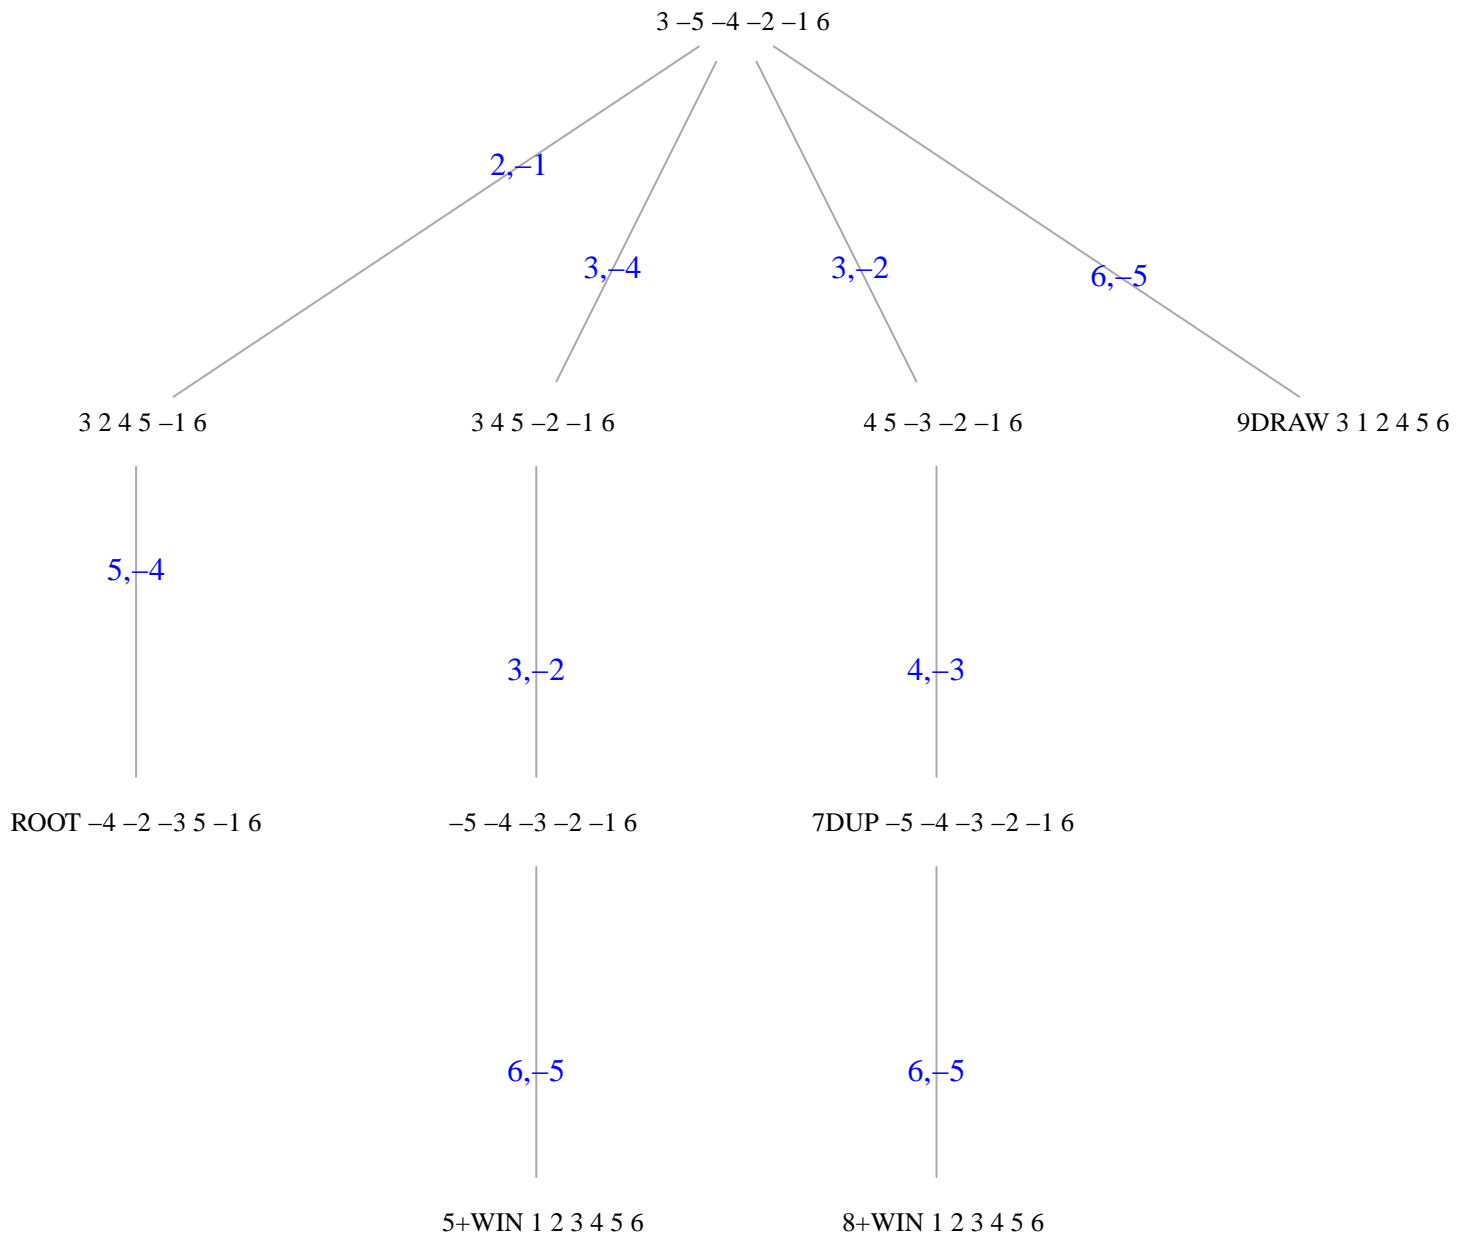 3 –5 –4 –2 –1 6
2,–1
3,–4
3,–2
6,–5
3 2 4 5 –1 6
3 4 5 –2 –1 6
4 5 –3 –2 –1 6
9DRAW 3 1 2 4 5 6
5,–4
3,–2
4,–3
ROOT –4 –2 –3 5 –1 6
–5 –4 –3 –2 –1 6
7DUP –5 –4 –3 –2 –1 6
6,–5
6,–5
5+WIN 1 2 3 4 5 6
8+WIN 1 2 3 4 5 6